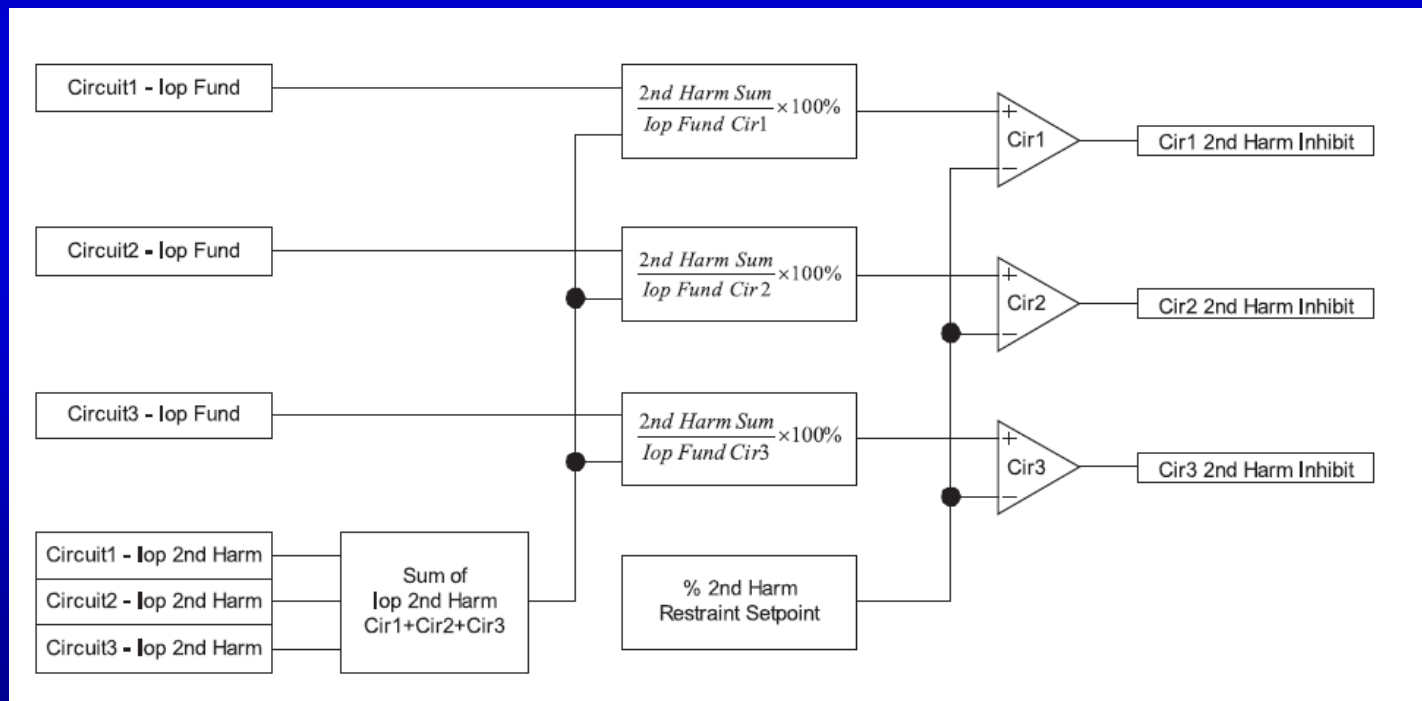 Circuit1 - Iop Fund
2nd Harm Sum
Iop Fund Cir1
×100%
+
Cir1
−
Cir1 2nd Harm Inhibit
Circuit2 - Iop Fund
2nd Harm Sum
Iop Fund Cir 2
×100%
+
Cir2
−
Cir2 2nd Harm Inhibit
Circuit3 - Iop Fund
2nd Harm Sum
Iop Fund Cir3
×100%
+
Cir3
−
Cir3 2nd Harm Inhibit
Circuit1 - Iop 2nd Harm
Circuit2 - Iop 2nd Harm
Circuit3 - Iop 2nd Harm
Sum of
Iop 2nd Harm
Cir1+Cir2+Cir3
% 2nd Harm
Restraint Setpoint